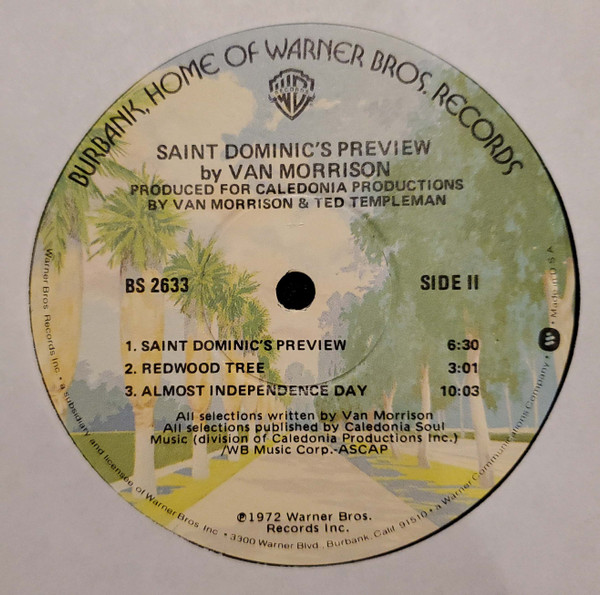 BURBANK, HOME OF WARNER BROS. RECORDS
SAINT DOMINIC'S PREVIEW
by VAN MORRISON
PRODUCED FOR CALEDONIA PRODUCTIONS
BY VAN MORRISON & TED TEMPLEMAN
BS 2633
SIDE II
1. SAINT DOMINIC'S PREVIEW 6:30
2. REDWOOD TREE 3:01
3. ALMOST INDEPENDENCE DAY 10:03
All selections written by Van Morrison
All selections published by Caledonia Soul
Music (division of Caledonia Productions Inc.)
/WB Music Corp.-ASCAP
℗1972 Warner Bros.
Records Inc.
Warner Bros. Records Inc. • a subsidiary and licensee of Warner Bros Inc. • 3300 Warner Blvd., Burbank, Calif. 91510 • a Warner Communications Company • Made in U S A